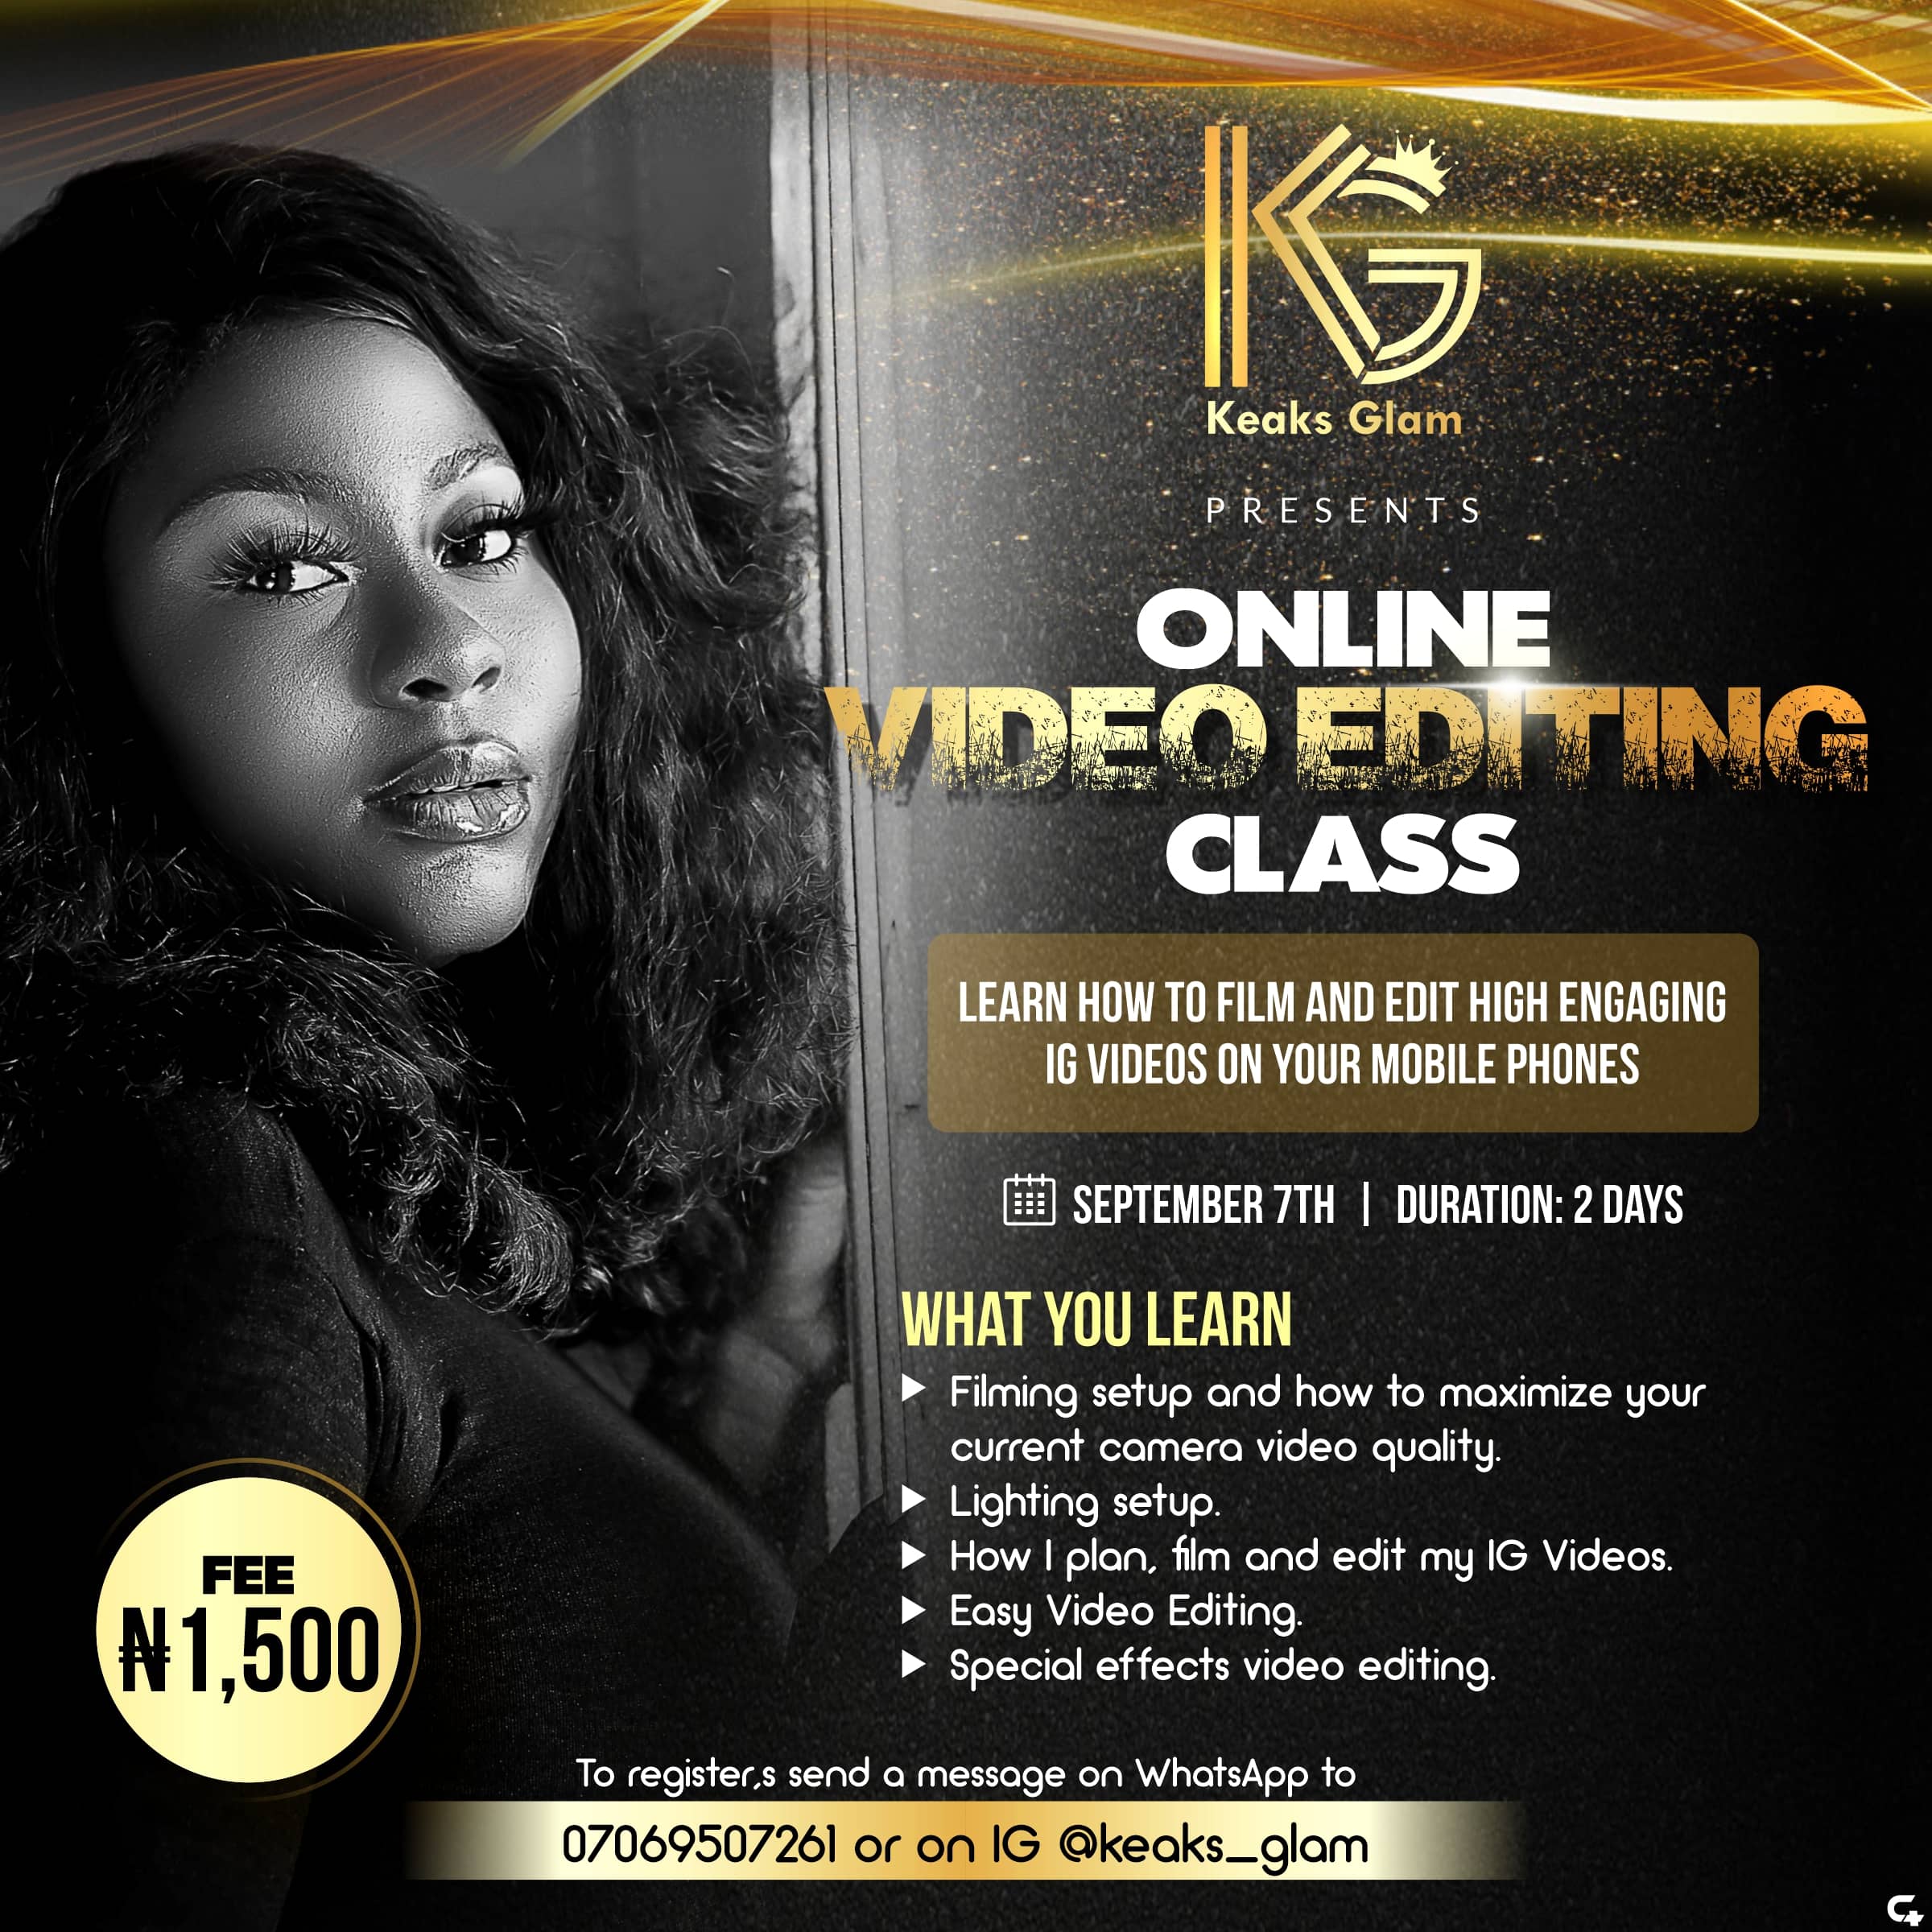 KG
Keaks Glam
PRESENTS
ONLINE
VIDEO EDITING
CLASS
LEARN HOW TO FILM AND EDIT HIGH ENGAGING
IG VIDEOS ON YOUR MOBILE PHONES
SEPTEMBER 7TH | DURATION: 2 DAYS
WHAT YOU LEARN
Filming setup and how to maximize your
current camera video quality.
Lighting setup.
How I plan, film and edit my IG Videos.
Easy Video Editing.
Special effects video editing.
FEE
₦1,500
To register,s send a message on WhatsApp to
07069507261 or on IG @keaks_glam